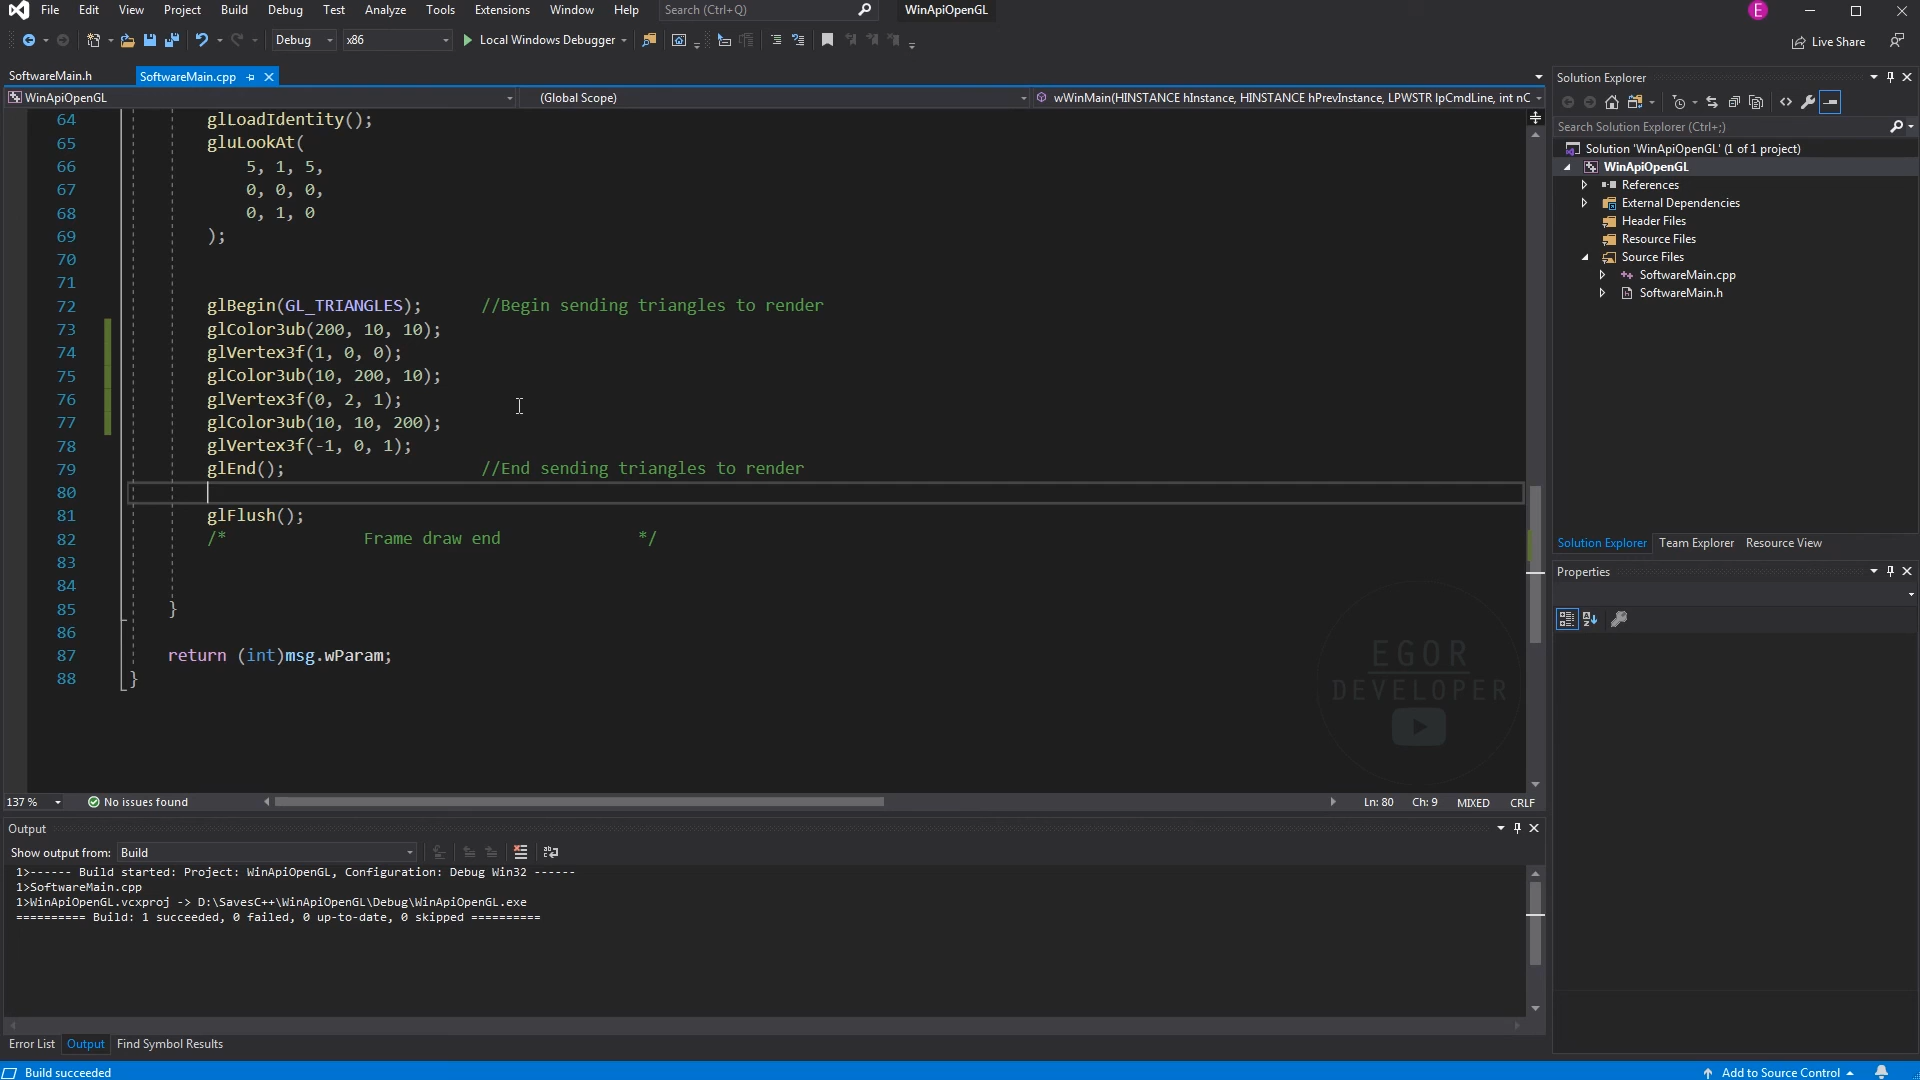 File Edit View Project Build Debug Test Analyze Tools Extensions Window Help Search (Ctrl+Q) WinApiOpenGL E
Debug x86 Local Windows Debugger Live Share
SoftwareMain.h SoftwareMain.cpp
WinApiOpenGL (Global Scope) wWinMain(HINSTANCE hInstance, HINSTANCE hPrevInstance, LPWSTR lpCmdLine, int nC
64 glLoadIdentity();
65 gluLookAt(
66 5, 1, 5,
67 0, 0, 0,
68 0, 1, 0
69 );
70
71
72 glBegin(GL_TRIANGLES); //Begin sending triangles to render
73 glColor3ub(200, 10, 10);
74 glVertex3f(1, 0, 0);
75 glColor3ub(10, 200, 10);
76 glVertex3f(0, 2, 1);
77 glColor3ub(10, 10, 200);
78 glVertex3f(-1, 0, 1);
79 glEnd(); //End sending triangles to render
80
81 glFlush();
82 /* Frame draw end */
83
84
85 }
86
87 return (int)msg.wParam;
88 }
EGOR
DEVELOPER
137 % No issues found Ln: 80 Ch: 9 MIXED CRLF
Output
Show output from: Build
1>------ Build started: Project: WinApiOpenGL, Configuration: Debug Win32 ------
1>SoftwareMain.cpp
1>WinApiOpenGL.vcxproj -> D:\SavesC++\WinApiOpenGL\Debug\WinApiOpenGL.exe
========== Build: 1 succeeded, 0 failed, 0 up-to-date, 0 skipped ==========
Error List Output Find Symbol Results
Build succeeded Add to Source Control
Solution Explorer
Search Solution Explorer (Ctrl+;)
Solution 'WinApiOpenGL' (1 of 1 project)
WinApiOpenGL
References
External Dependencies
Header Files
Resource Files
Source Files
SoftwareMain.cpp
SoftwareMain.h
Solution Explorer Team Explorer Resource View
Properties